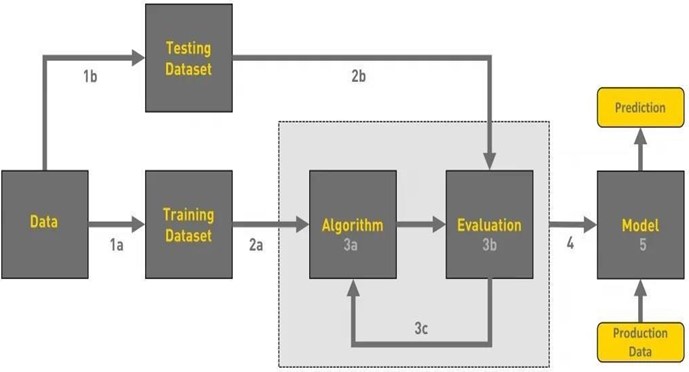 Testing
Dataset
1b
2b
Prediction
Data
1a
Training
Dataset
2a
Algorithm
3a
Evaluation
3b
4
Model
5
3c
Production
Data